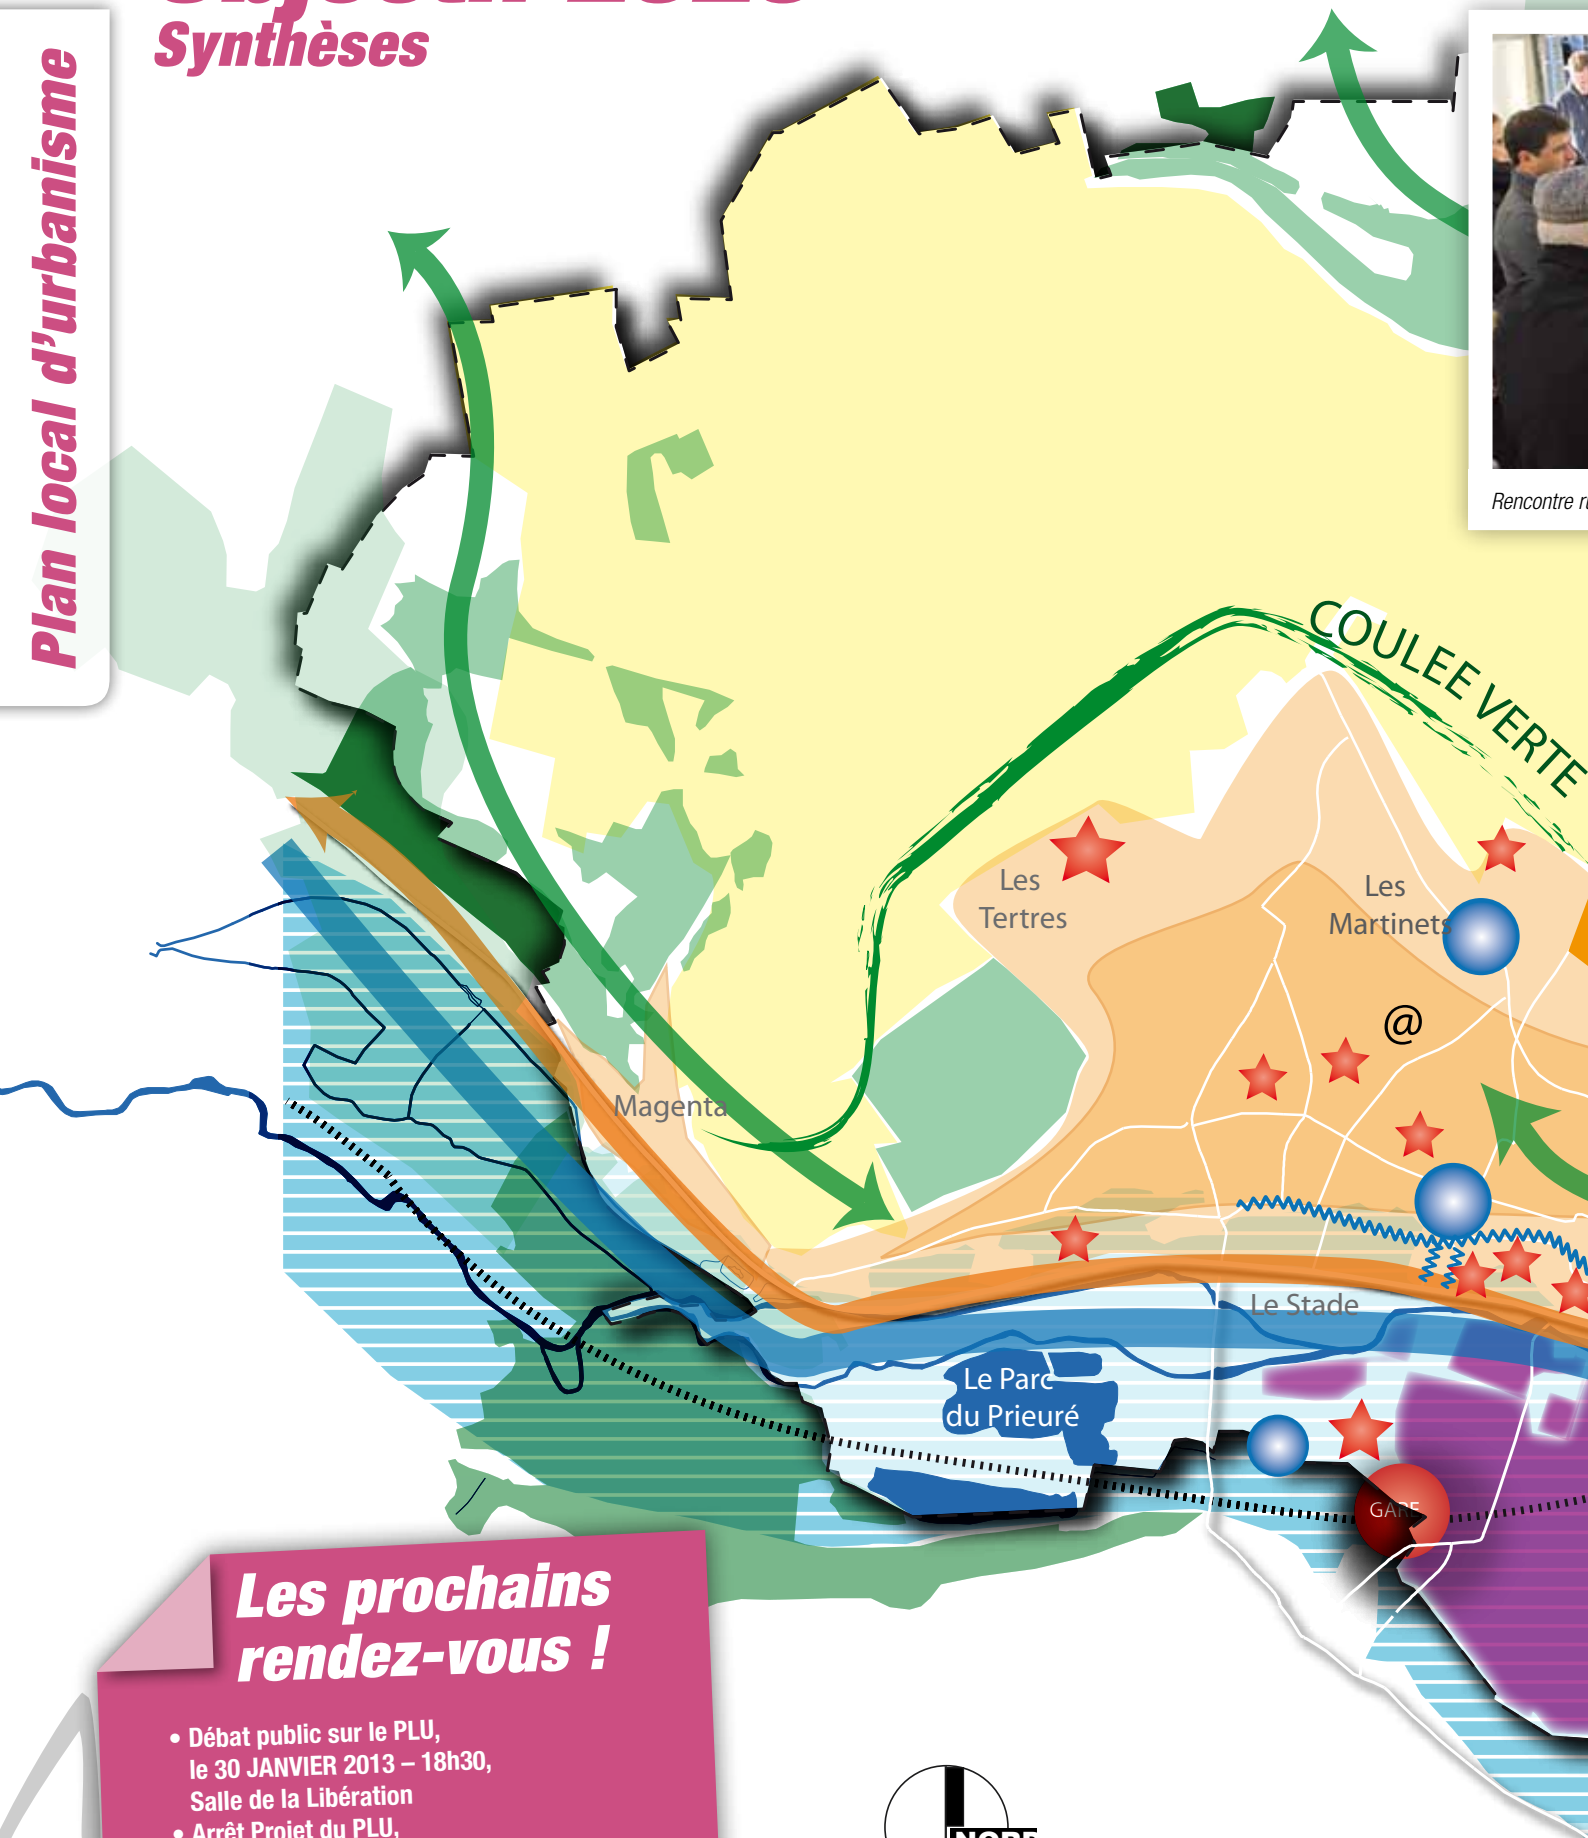 Synthèses
Plan local d'urbanisme
Rencontre
COULEE VERTE
Les
Tertres
Les
Martinets
@
Magenta
Le Stade
Le Parc
du Prieuré
GARE
Les prochains
rendez-vous !
• Débat public sur le PLU,
le 30 JANVIER 2013 – 18h30,
Salle de la Libération
• Arrêt Projet du PLU,